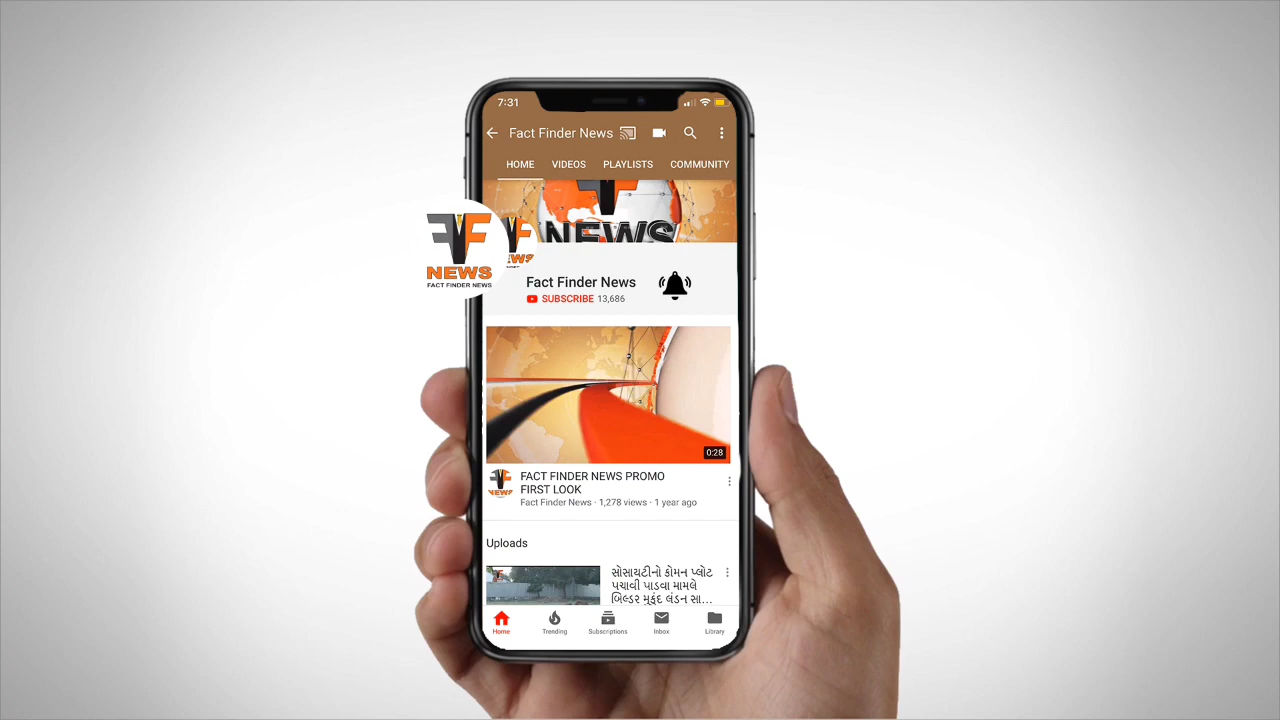 7:31
Fact Finder News
HOME VIDEOS PLAYLISTS COMMUNITY
NEWS
FF
NEWS
FACT FINDER NEWS
Fact Finder News
SUBSCRIBE 13,686
0:28
FACT FINDER NEWS PROMO
FIRST LOOK
Fact Finder News · 1,278 views · 1 year ago
Uploads
સોસાયટીનો કોમન પ્લોટ
પચાવી પાડવા મામલે
બિલ્ડર મુકુંદ લંડન સા...
Home Trending Subscriptions Inbox Library